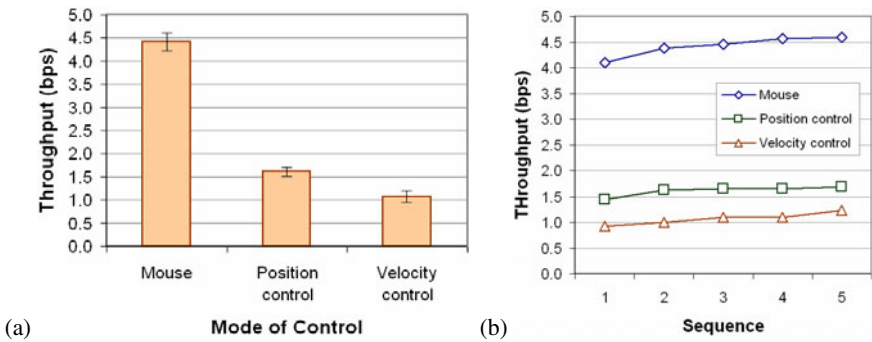 Throughput (bps)
5.0
4.5
4.0
3.5
3.0
2.5
2.0
1.5
1.0
0.5
0.0
Mouse
Position control
Velocity control
Mode of Control
(a)
THroughput (bps)
5.0
4.5
4.0
3.5
3.0
2.5
2.0
1.5
1.0
0.5
0.0
Mouse
Position control
Velocity control
1 2 3 4 5
Sequence
(b)